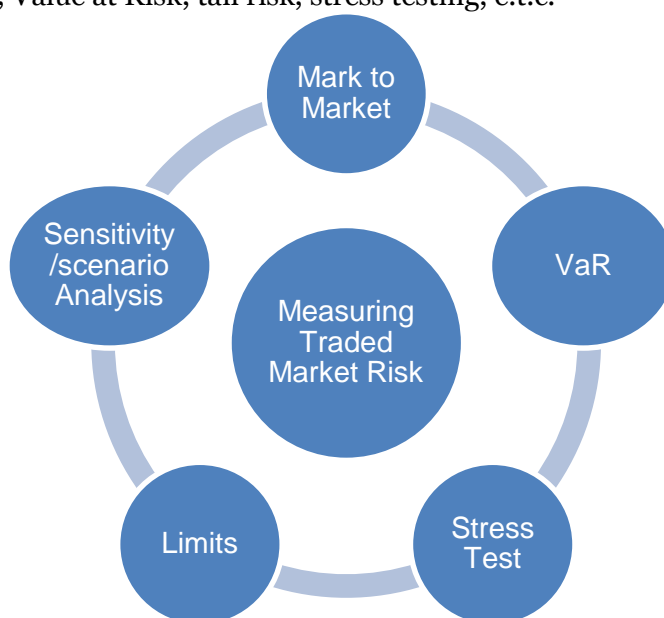 , Value at Risk, tail risk, stress testing, e.t.c.
Mark to
Market
Sensitivity
/scenario
Analysis
VaR
Measuring
Traded
Market Risk
Limits
Stress
Test